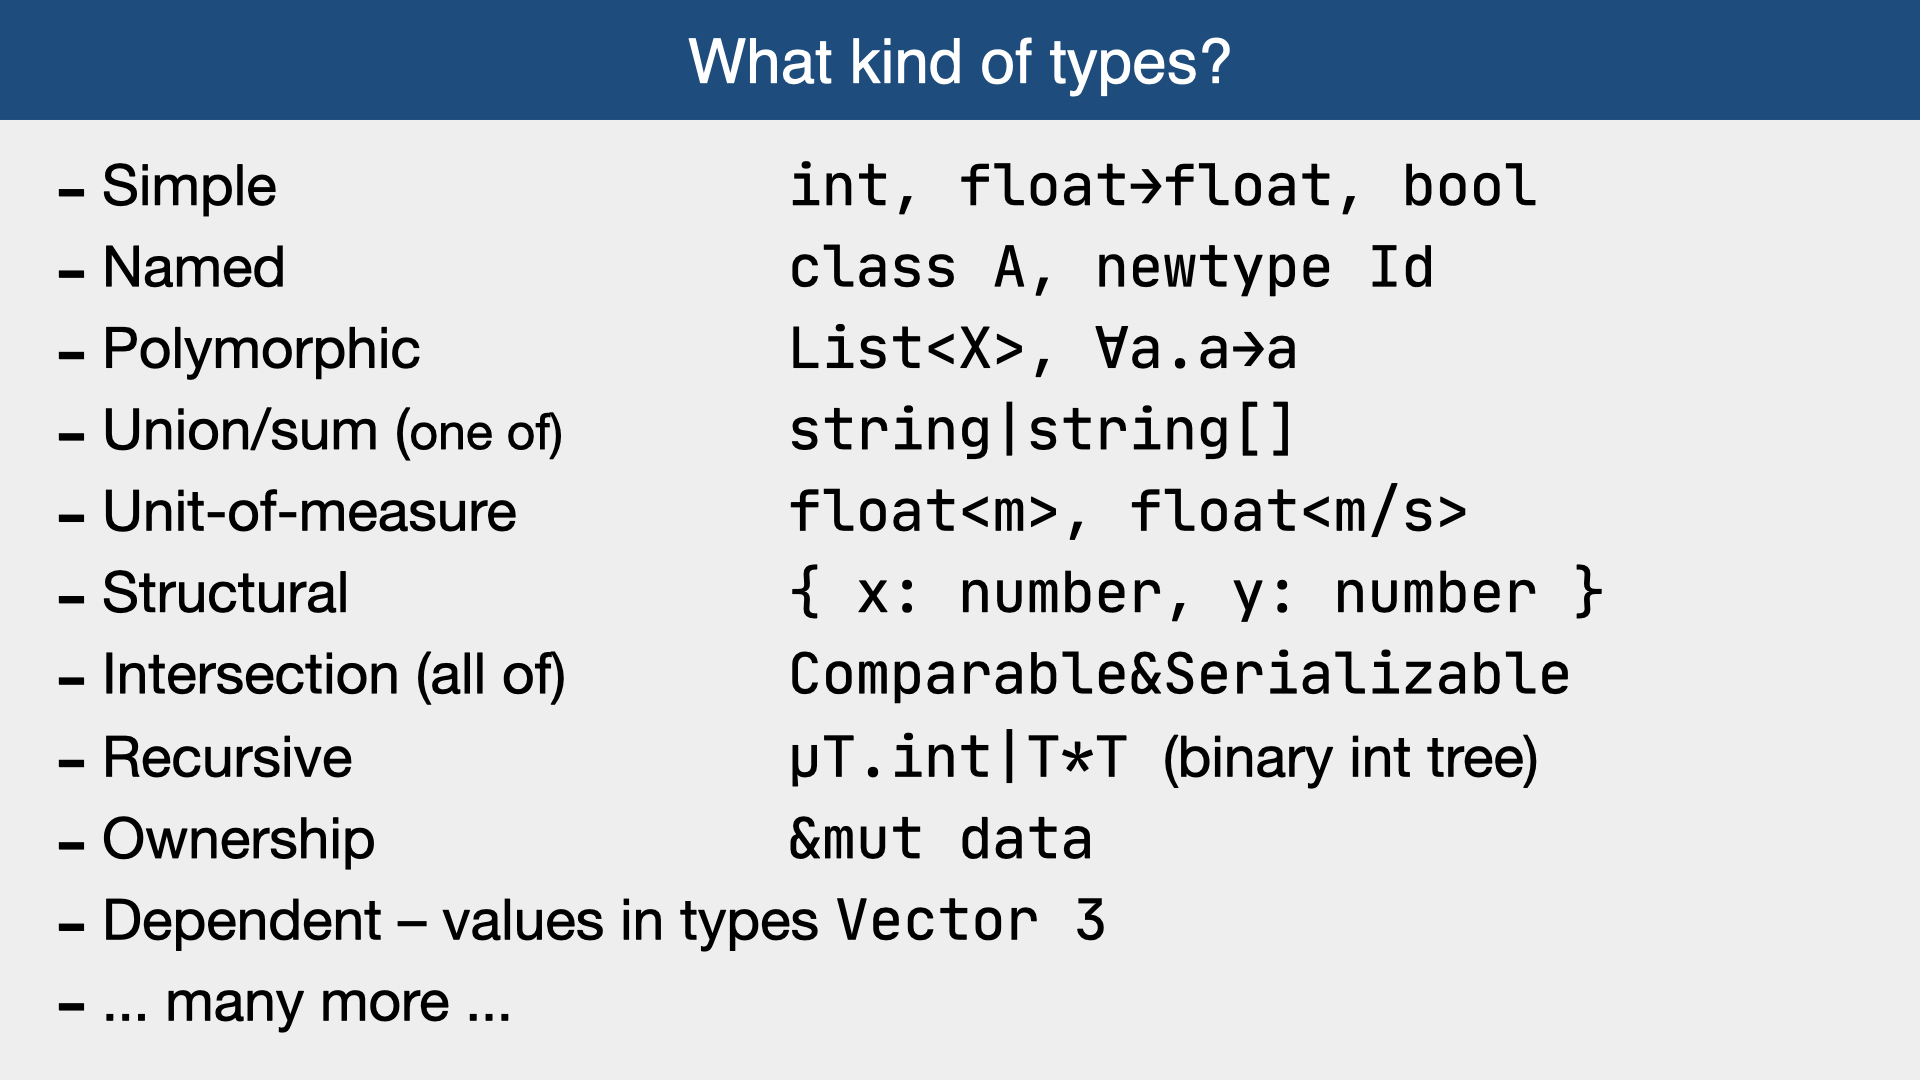 What kind of types?
- Simple int, float→float, bool
- Named class A, newtype Id
- Polymorphic List<X>, ∀a.a→a
- Union/sum (one of) string|string[]
- Unit-of-measure float<m>, float<m/s>
- Structural { x: number, y: number }
- Intersection (all of) Comparable&Serializable
- Recursive μT.int|T*T (binary int tree)
- Ownership &mut data
- Dependent – values in types Vector 3
- ... many more ...